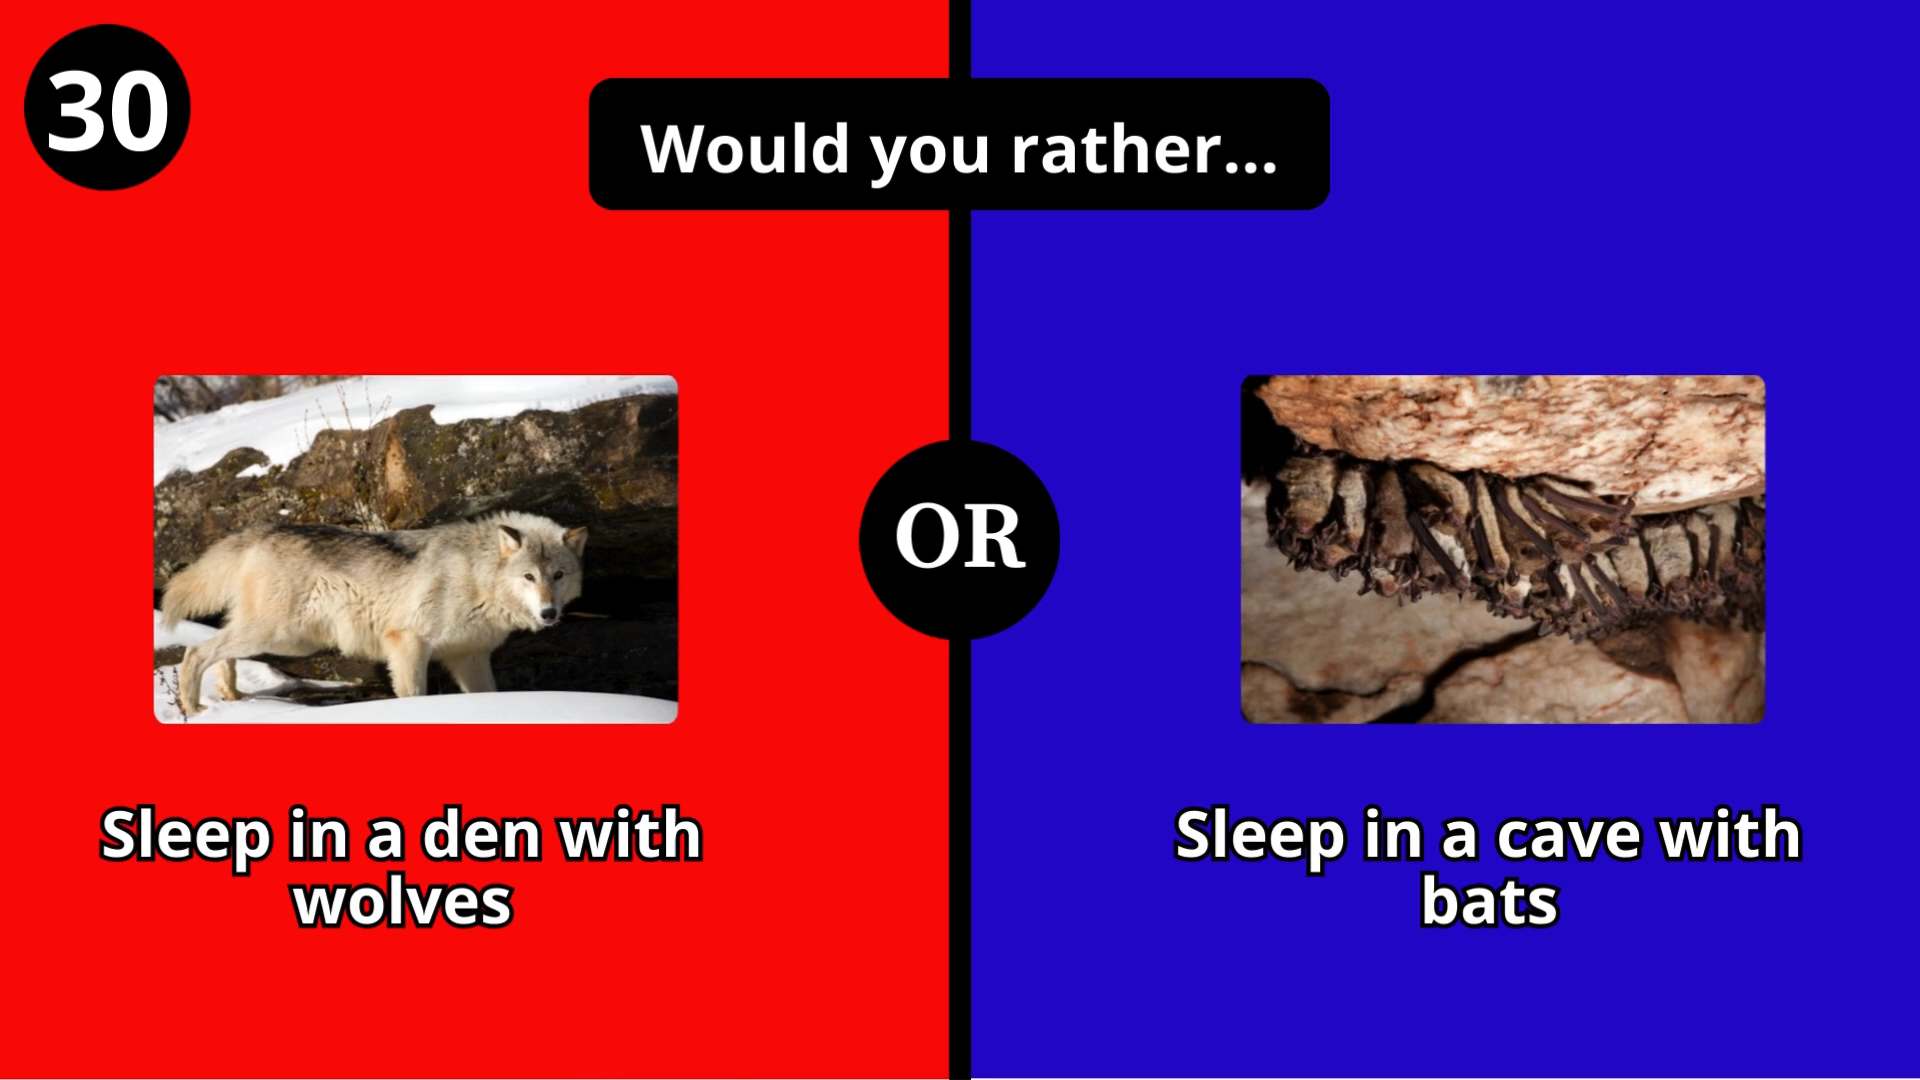 30
Would you rather...
OR
Sleep in a den with
wolves
Sleep in a cave with
bats